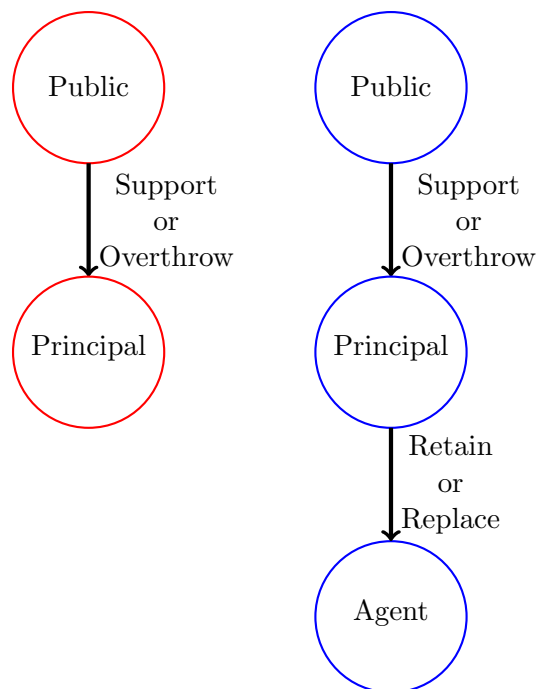 Public
Support
or
Overthrow
Principal
Public
Support
or
Overthrow
Principal
Retain
or
Replace
Agent